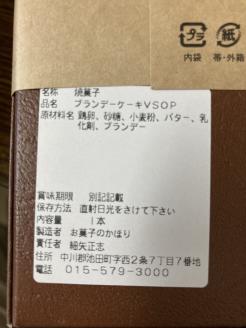 プラ
紙
内袋
帯・外箱
名称 焼菓子
品名 ブランデーケーキVSOP
原材料名 鶏卵、砂糖、小麦粉、バター、乳
化剤、ブランデー
賞味期限 別記記載
保存方法 直射日光をさけて下さい
内容量 1本
製造者 お菓子のかほり
責任者 細矢正志
住所 中川郡池田町字西2条7丁目7番地
電話 015-579-3000